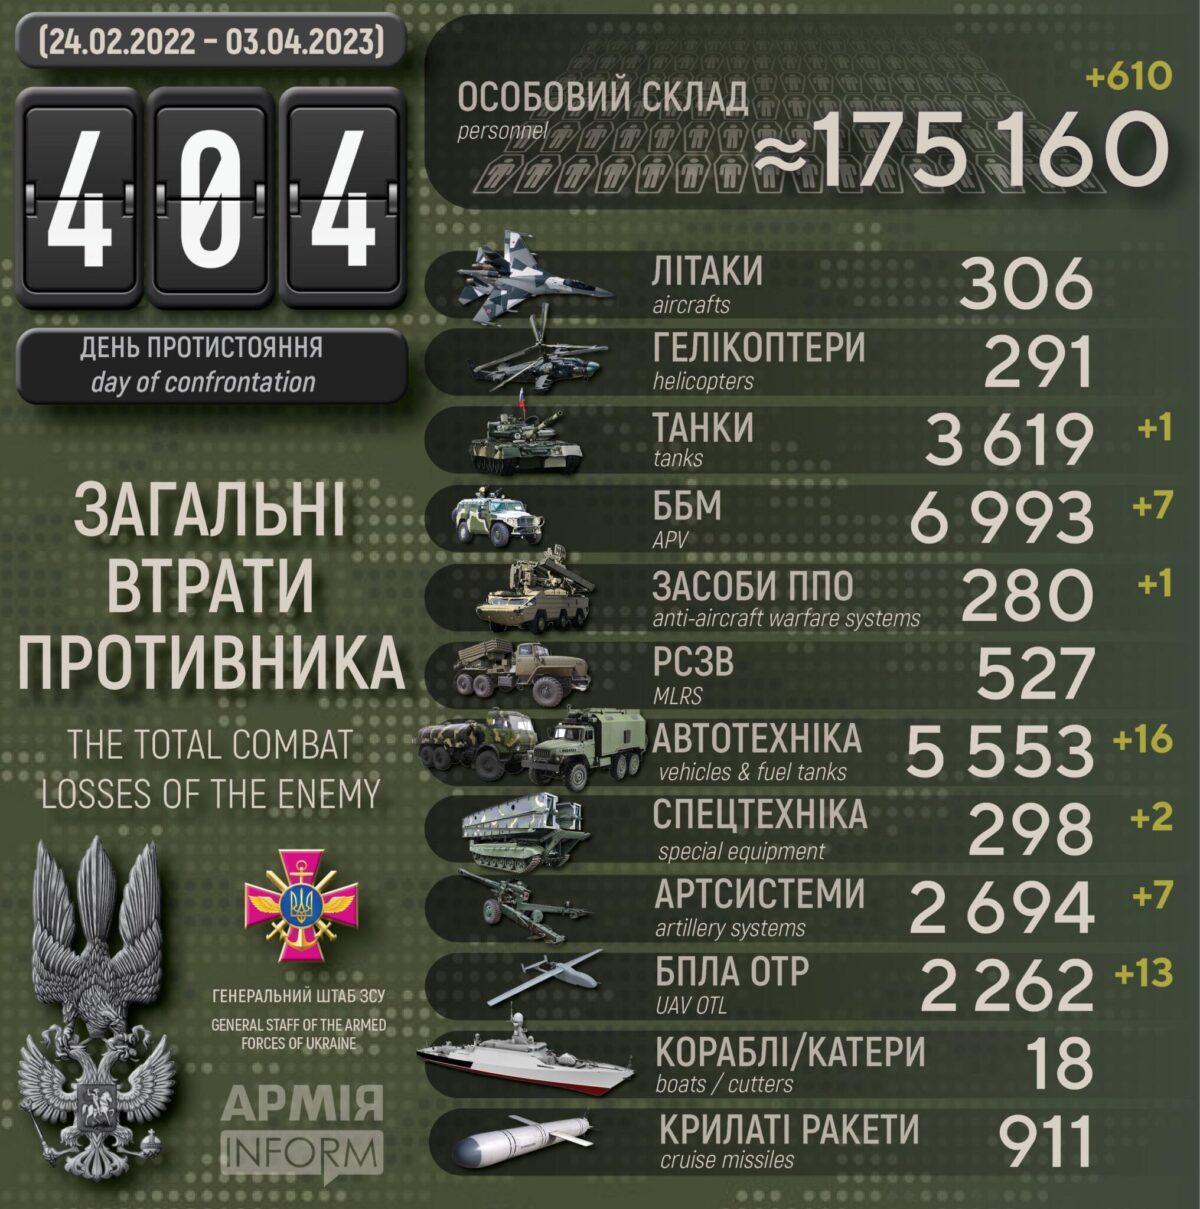 (24.02.2022 – 03.04.2023)
404
ДЕНЬ ПРОТИСТОЯННЯ
day of confrontation
ЗАГАЛЬНІ
ВТРАТИ
ПРОТИВНИКА
THE TOTAL COMBAT
LOSSES OF THE ENEMY
ГЕНЕРАЛЬНИЙ ШТАБ ЗСУ
GENERAL STAFF OF THE ARMED
FORCES OF UKRAINE
АРМІЯ
INFORM
ОСОБОВИЙ СКЛАД
personnel
+610
≈175 160
ЛІТАКИ
aircrafts
306
ГЕЛІКОПТЕРИ
helicopters
291
ТАНКИ
tanks
3 619 +1
ББМ
APV
6 993 +7
ЗАСОБИ ППО
anti-aircraft warfare systems
280 +1
РСЗВ
MLRS
527
АВТОТЕХНІКА
vehicles & fuel tanks
5 553 +16
СПЕЦТЕХНІКА
special equipment
298 +2
АРТСИСТЕМИ
artillery systems
2 694 +7
БПЛА ОТР
UAV OTL
2 262 +13
КОРАБЛІ/КАТЕРИ
boats / cutters
18
КРИЛАТІ РАКЕТИ
cruise missiles
911